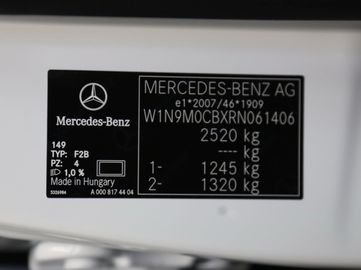 Mercedes-Benz
149
TYP: F2B
PZ: 4
1,0 %
Made in Hungary
5325984 A 000 817 44 04
MERCEDES-BENZ AG
e1*2007/46*1909
W1N9M0CBXRN061406
2520 kg
---- kg
1- 1245 kg
2- 1320 kg